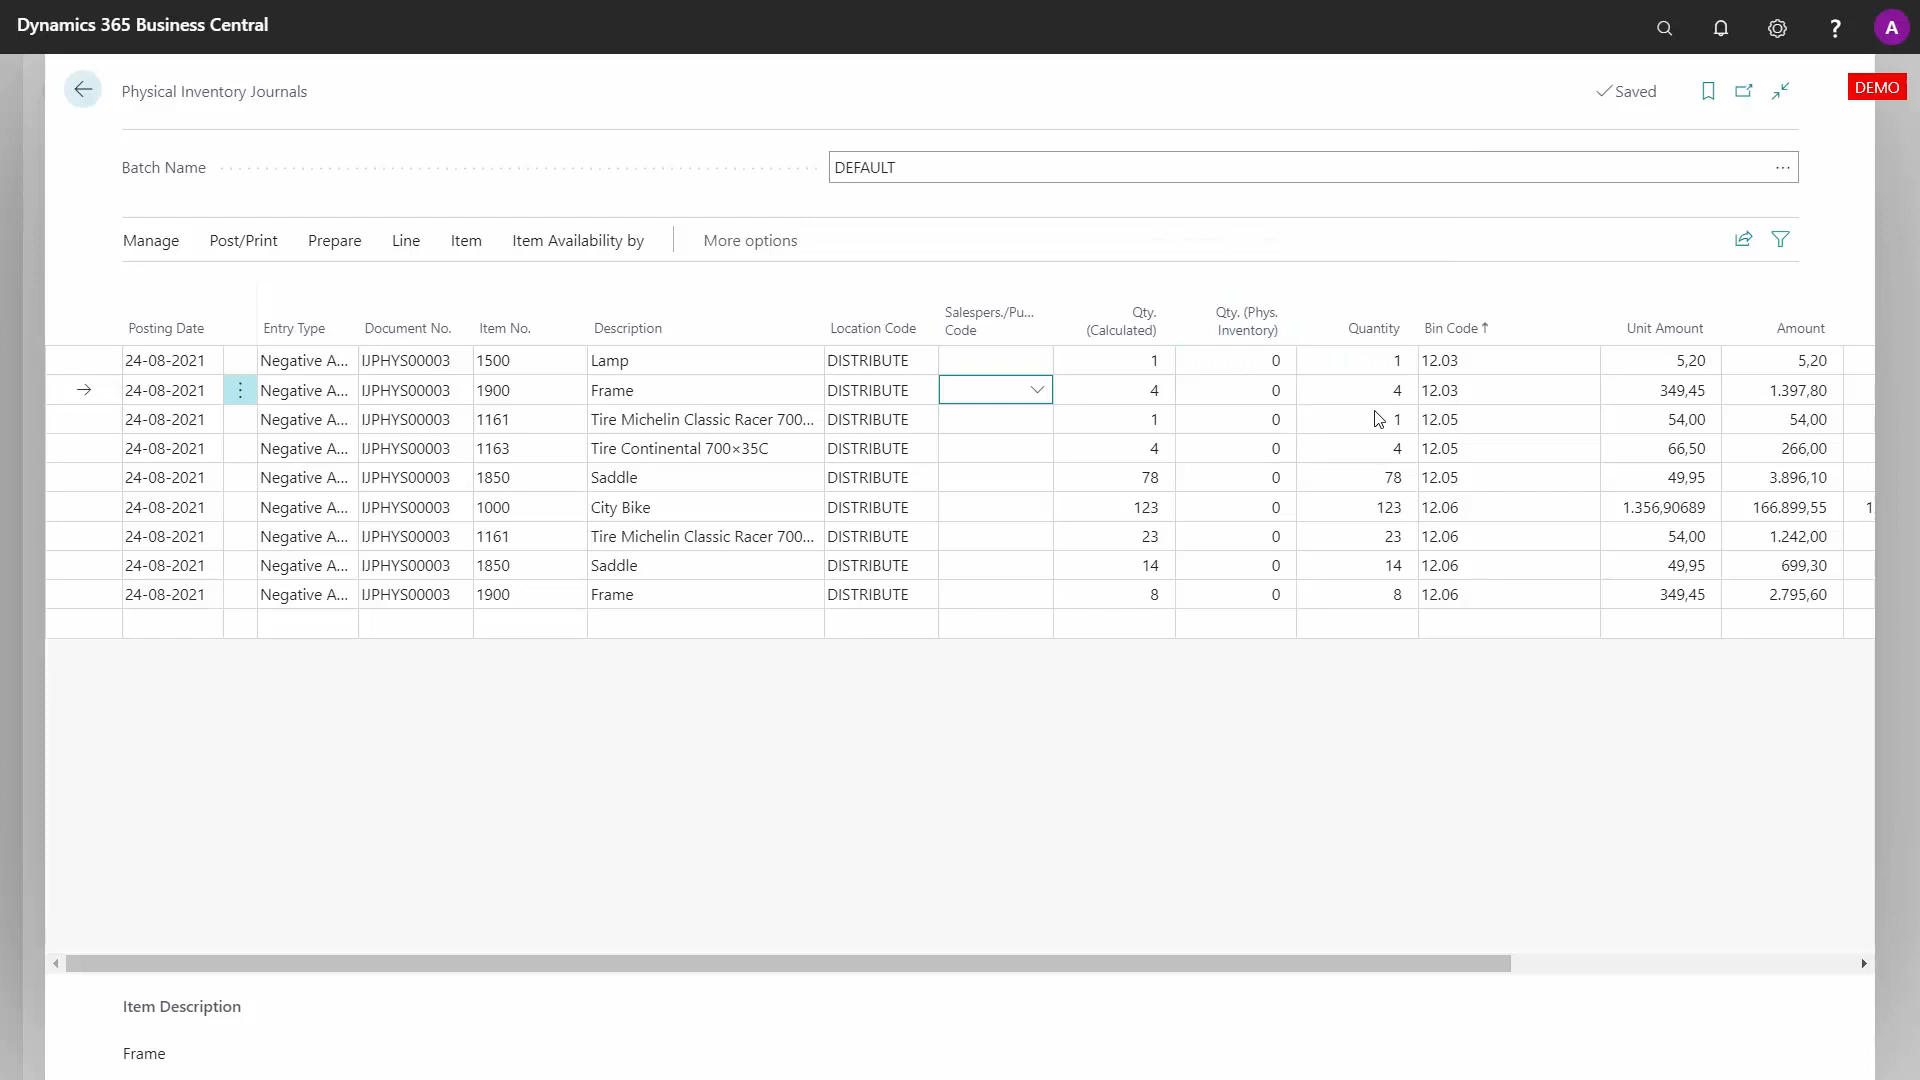 Dynamics 365 Business Central
?
A
Physical Inventory Journals
Saved
DEMO
Batch Name
DEFAULT
Manage Post/Print Prepare Line Item Item Availability by More options
Posting Date Entry Type Document No. Item No. Description Location Code Salespers./Pu... Code Qty. (Calculated) Qty. (Phys. Inventory) Quantity Bin Code Unit Amount Amount
24-08-2021 Negative A... IJPHYS00003 1500 Lamp DISTRIBUTE 1 0 1 12.03 5,20 5,20
24-08-2021 Negative A... IJPHYS00003 1900 Frame DISTRIBUTE 4 0 4 12.03 349,45 1.397,80
24-08-2021 Negative A... IJPHYS00003 1161 Tire Michelin Classic Racer 700... DISTRIBUTE 1 0 1 12.05 54,00 54,00
24-08-2021 Negative A... IJPHYS00003 1163 Tire Continental 700×35C DISTRIBUTE 4 0 4 12.05 66,50 266,00
24-08-2021 Negative A... IJPHYS00003 1850 Saddle DISTRIBUTE 78 0 78 12.05 49,95 3.896,10
24-08-2021 Negative A... IJPHYS00003 1000 City Bike DISTRIBUTE 123 0 123 12.06 1.356,90689 166.899,55 1
24-08-2021 Negative A... IJPHYS00003 1161 Tire Michelin Classic Racer 700... DISTRIBUTE 23 0 23 12.06 54,00 1.242,00
24-08-2021 Negative A... IJPHYS00003 1850 Saddle DISTRIBUTE 14 0 14 12.06 49,95 699,30
24-08-2021 Negative A... IJPHYS00003 1900 Frame DISTRIBUTE 8 0 8 12.06 349,45 2.795,60
Item Description
Frame